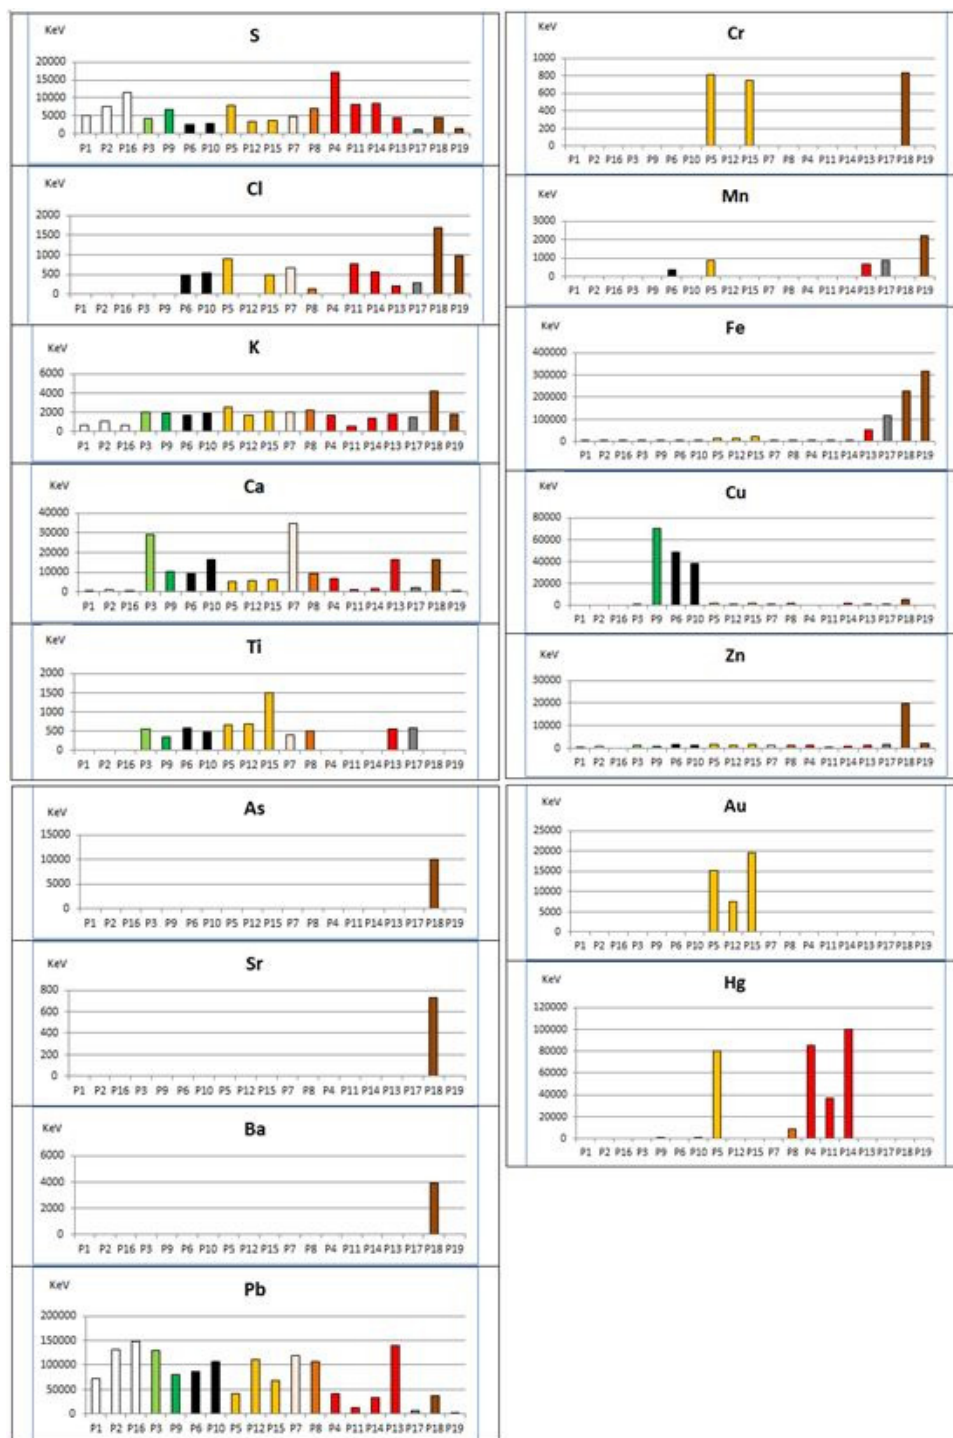 KeV
S
20000
15000
10000
5000
0
P1 P2 P16 P3 P9 P6 P10 P5 P12 P15 P7 P8 P4 P11 P14 P13 P17 P18 P19
KeV
Cl
2000
1500
1000
500
0
P1 P2 P16 P3 P9 P6 P10 P5 P12 P15 P7 P8 P4 P11 P14 P13 P17 P18 P19
KeV
K
6000
4000
2000
0
P1 P2 P16 P3 P9 P6 P10 P5 P12 P15 P7 P8 P4 P11 P14 P13 P17 P18 P19
KeV
Ca
40000
30000
20000
10000
0
P1 P2 P16 P3 P9 P6 P10 P5 P12 P15 P7 P8 P4 P11 P14 P13 P17 P18 P19
KeV
Ti
2000
1500
1000
500
0
P1 P2 P16 P3 P9 P6 P10 P5 P12 P15 P7 P8 P4 P11 P14 P13 P17 P18 P19
KeV
As
15000
10000
5000
0
P1 P2 P16 P3 P9 P6 P10 P5 P12 P15 P7 P8 P4 P11 P14 P13 P17 P18 P19
KeV
Sr
800
600
400
200
0
P1 P2 P16 P3 P9 P6 P10 P5 P12 P15 P7 P8 P4 P11 P14 P13 P17 P18 P19
KeV
Ba
6000
4000
2000
0
P1 P2 P16 P3 P9 P6 P10 P5 P12 P15 P7 P8 P4 P11 P14 P13 P17 P18 P19
KeV
Pb
200000
150000
100000
50000
0
P1 P2 P16 P3 P9 P6 P10 P5 P12 P15 P7 P8 P4 P11 P14 P13 P17 P18 P19
KeV
Cr
1000
800
600
400
200
0
P1 P2 P16 P3 P9 P6 P10 P5 P12 P15 P7 P8 P4 P11 P14 P13 P17 P18 P19
KeV
Mn
3000
2000
1000
0
P1 P2 P16 P3 P9 P6 P10 P5 P12 P15 P7 P8 P4 P11 P14 P13 P17 P18 P19
KeV
Fe
400000
300000
200000
100000
0
P1 P2 P16 P3 P9 P6 P10 P5 P12 P15 P7 P8 P4 P11 P14 P13 P17 P18 P19
KeV
Cu
80000
60000
40000
20000
0
P1 P2 P16 P3 P9 P6 P10 P5 P12 P15 P7 P8 P4 P11 P14 P13 P17 P18 P19
KeV
Zn
30000
20000
10000
0
P1 P2 P16 P3 P9 P6 P10 P5 P12 P15 P7 P8 P4 P11 P14 P13 P17 P18 P19
KeV
Au
25000
20000
15000
10000
5000
0
P1 P2 P16 P3 P9 P6 P10 P5 P12 P15 P7 P8 P4 P11 P14 P13 P17 P18 P19
KeV
Hg
120000
100000
80000
60000
40000
20000
0
P1 P2 P16 P3 P9 P6 P10 P5 P12 P15 P7 P8 P4 P11 P14 P13 P17 P18 P19